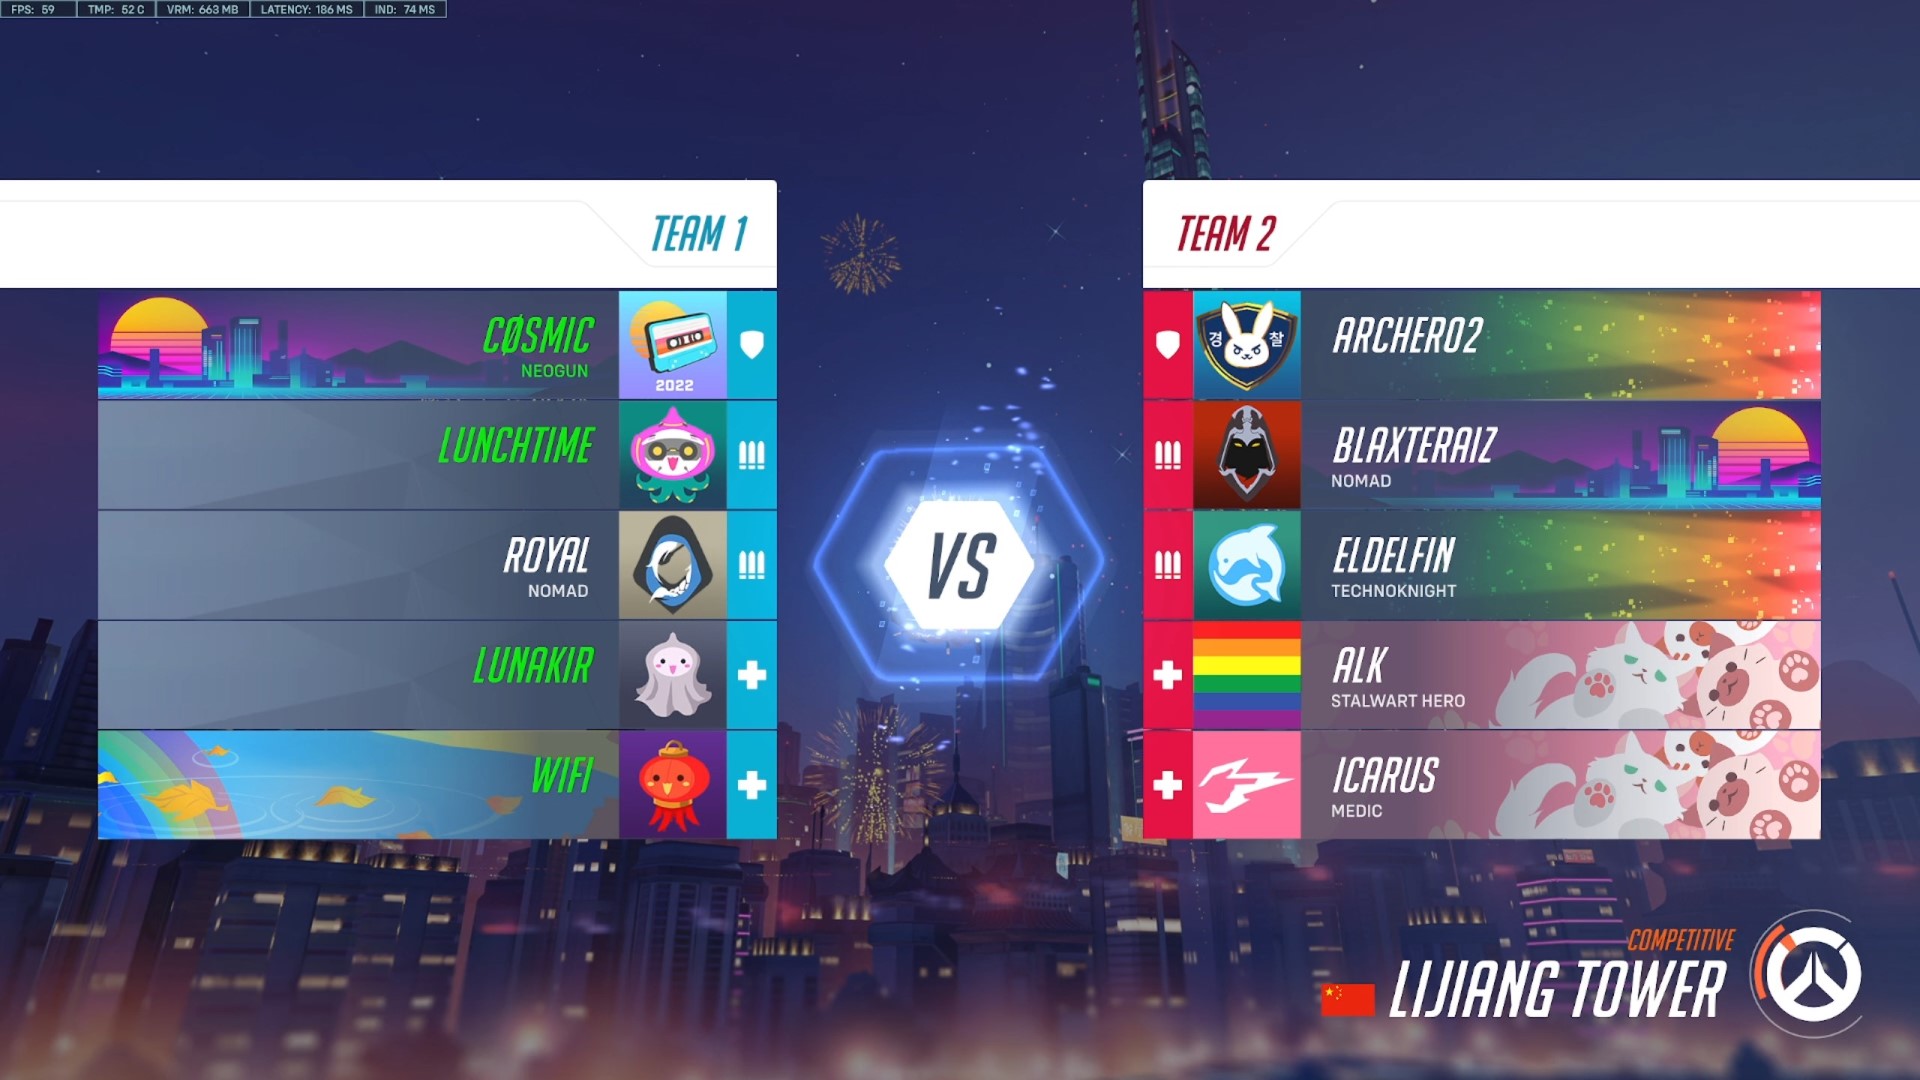 FPS: 59 TMP: 52 C VRM: 663 MB LATENCY: 186 MS IND: 74 MS
TEAM 1
CØSMIC
NEOGUN
2022
LUNCHTIME
ROYAL
NOMAD
LUNAKIR
WIFI
VS
TEAM 2
경찰
ARCHER02
BLAXTERAIZ
NOMAD
ELDELFIN
TECHNOKNIGHT
ALK
STALWART HERO
ICARUS
MEDIC
COMPETITIVE
LIJIANG TOWER